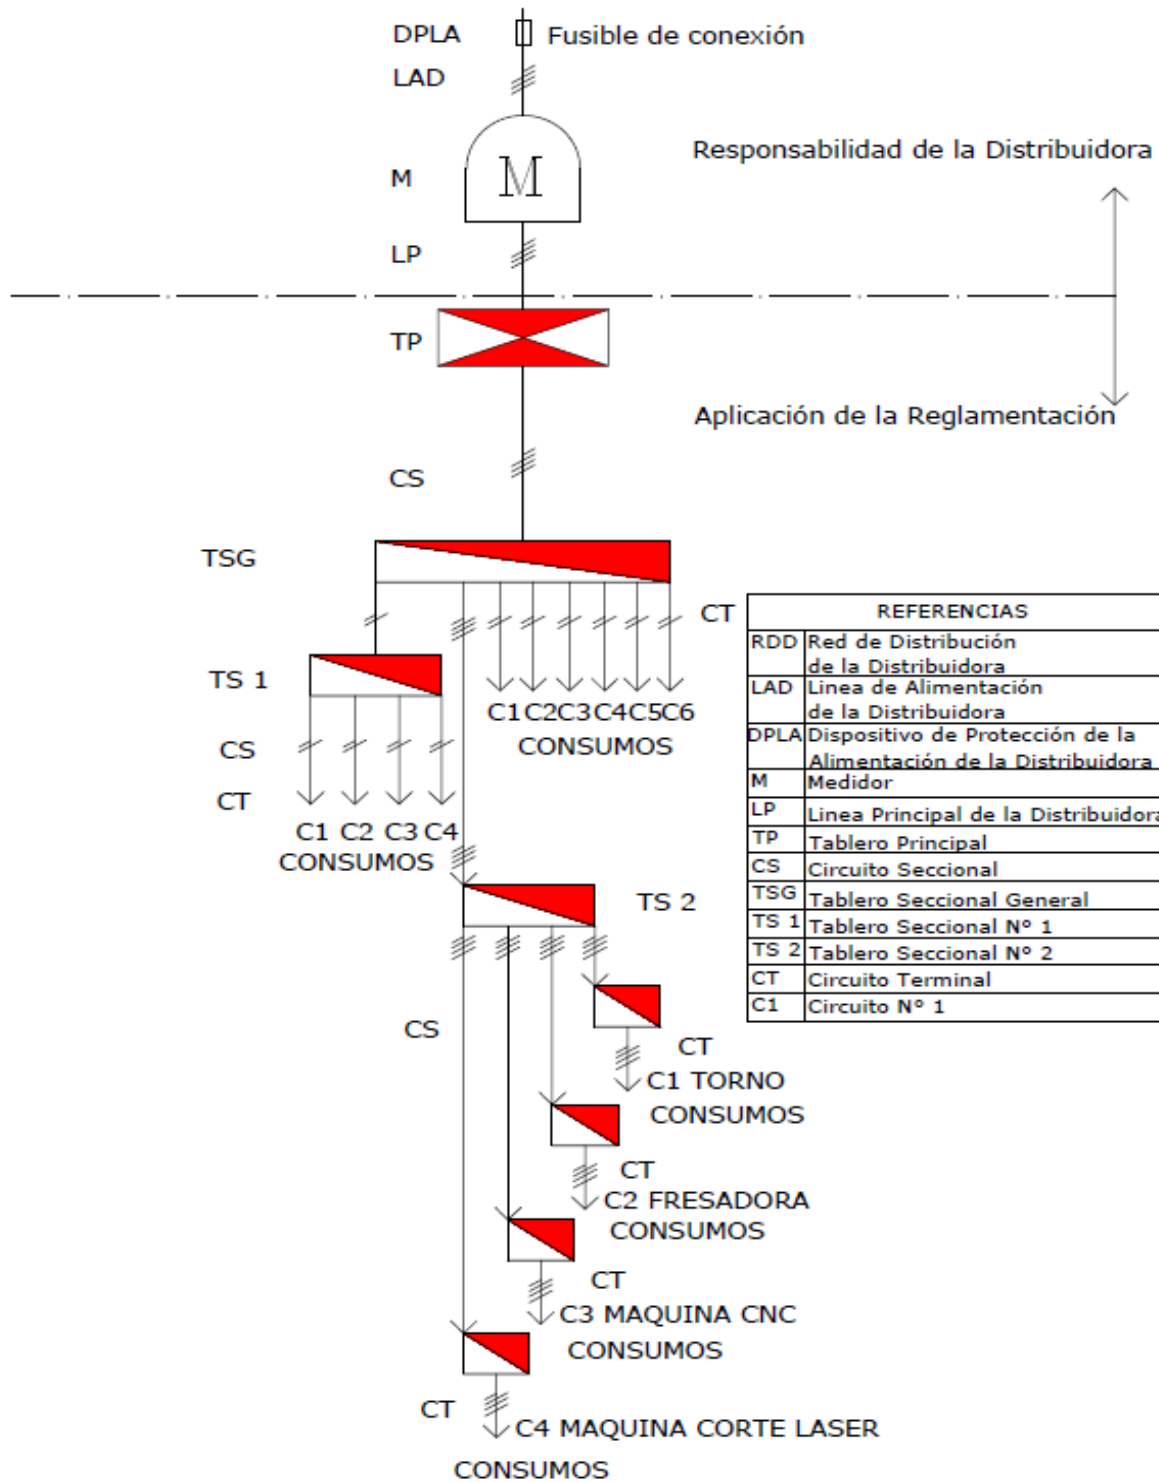 DPLA
Fusible de conexión
LAD
Responsabilidad de la Distribuidora
M
M
LP
TP
Aplicación de la Reglamentación
CS
TSG
CT
TS 1
C1 C2 C3 C4 C5 C6
CONSUMOS
CS
CT
C1 C2 C3 C4
CONSUMOS
REFERENCIAS
RDD Red de Distribución
de la Distribuidora
LAD Linea de Alimentación
de la Distribuidora
DPLA Dispositivo de Protección de la
Alimentación de la Distribuidora
M Medidor
LP Linea Principal de la Distribuidora
TP Tablero Principal
CS Circuito Seccional
TSG Tablero Seccional General
TS 1 Tablero Seccional Nº 1
TS 2 Tablero Seccional Nº 2
CT Circuito Terminal
C1 Circuito Nº 1
TS 2
CS
CT
C1 TORNO
CONSUMOS
CT
C2 FRESADORA
CONSUMOS
CT
C3 MAQUINA CNC
CONSUMOS
CT
C4 MAQUINA CORTE LASER
CONSUMOS